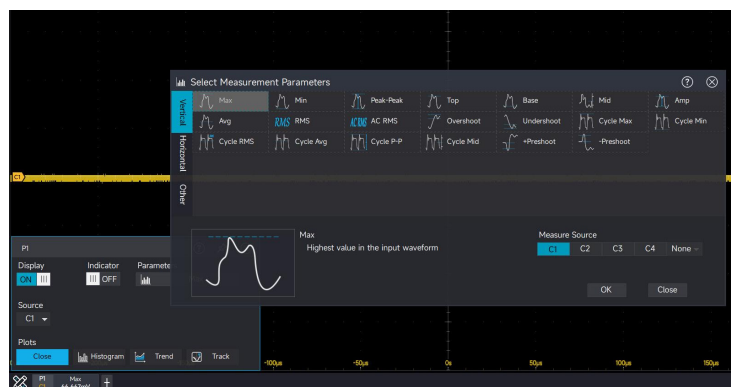 Select Measurement Parameters
Max Min Peak-Peak Top Base Mid Amp
Avg RMS RMS AC RMS AC RMS Overshoot Undershoot Cycle Max Cycle Min
Cycle RMS Cycle Avg Cycle P-P Cycle Mid +Preshoot -Preshoot
Vertical
Horizontal
Other
C1
Max
Highest value in the input waveform
Measure Source
C1 C2 C3 C4 None
OK Close
P1
Display Indicator Paramete
ON OFF
Source
C1
Plots
Close Histogram Trend Track
-100μs -50μs 0s 50μs 100μs 150μs
P1 Max
C1 66.667mV